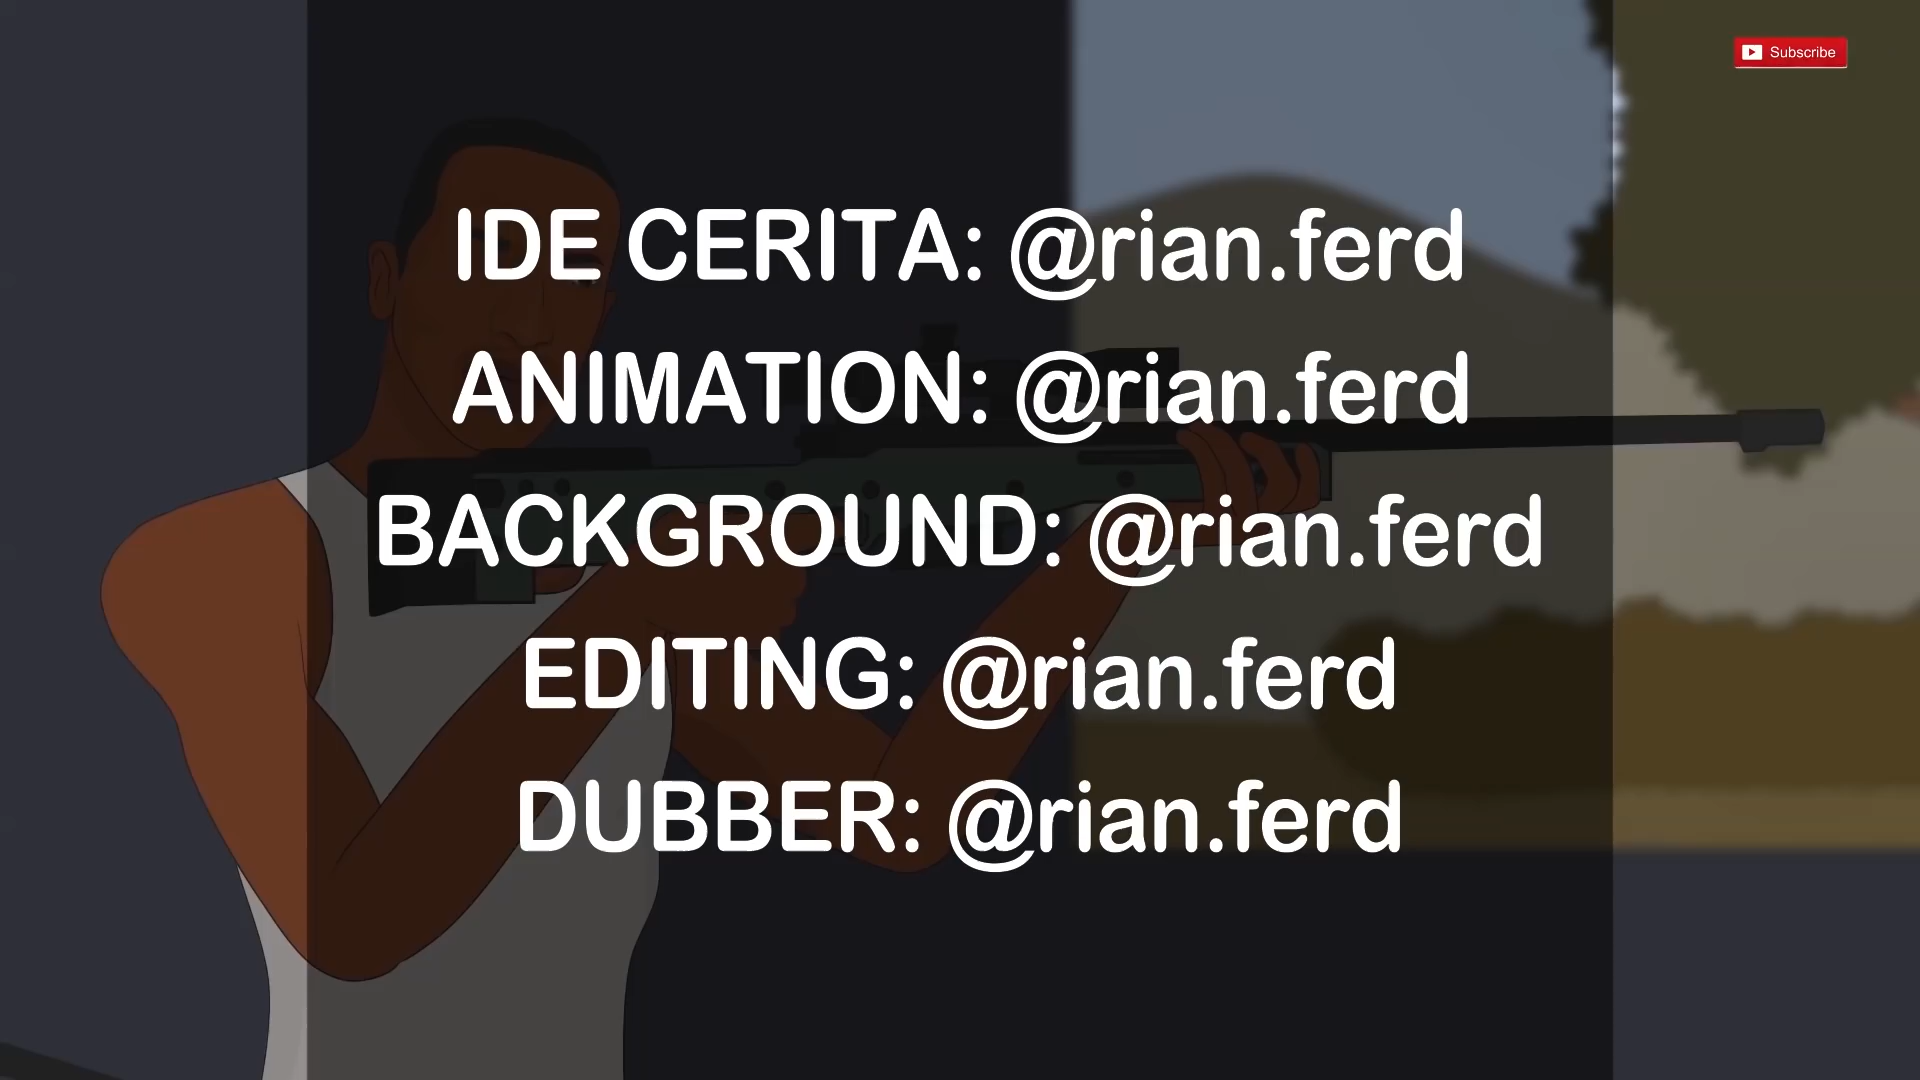 Subscribe
IDE CERITA: @rian.ferd
ANIMATION: @rian.ferd
BACKGROUND: @rian.ferd
EDITING: @rian.ferd
DUBBER: @rian.ferd